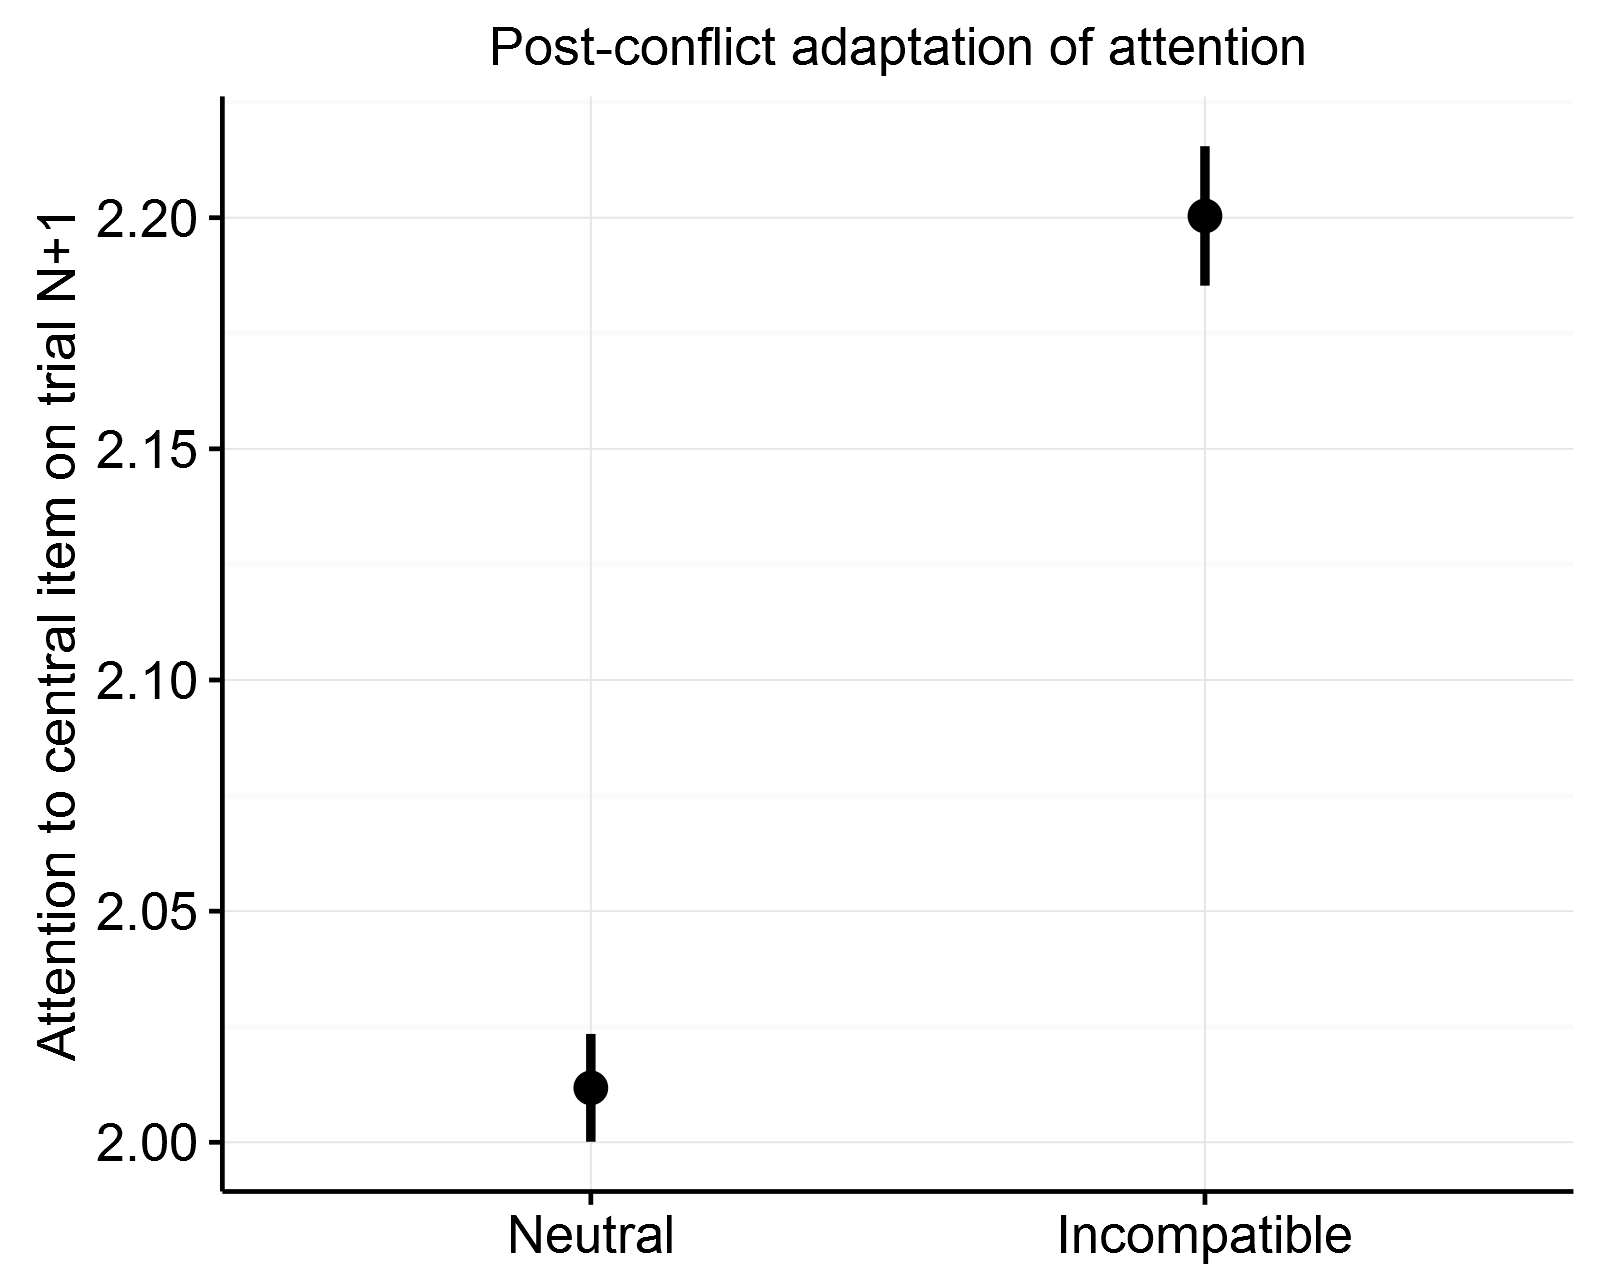 Post-conflict adaptation of attention
Attention to central item on trial N+1
2.20
2.15
2.10
2.05
2.00
Neutral
Incompatible